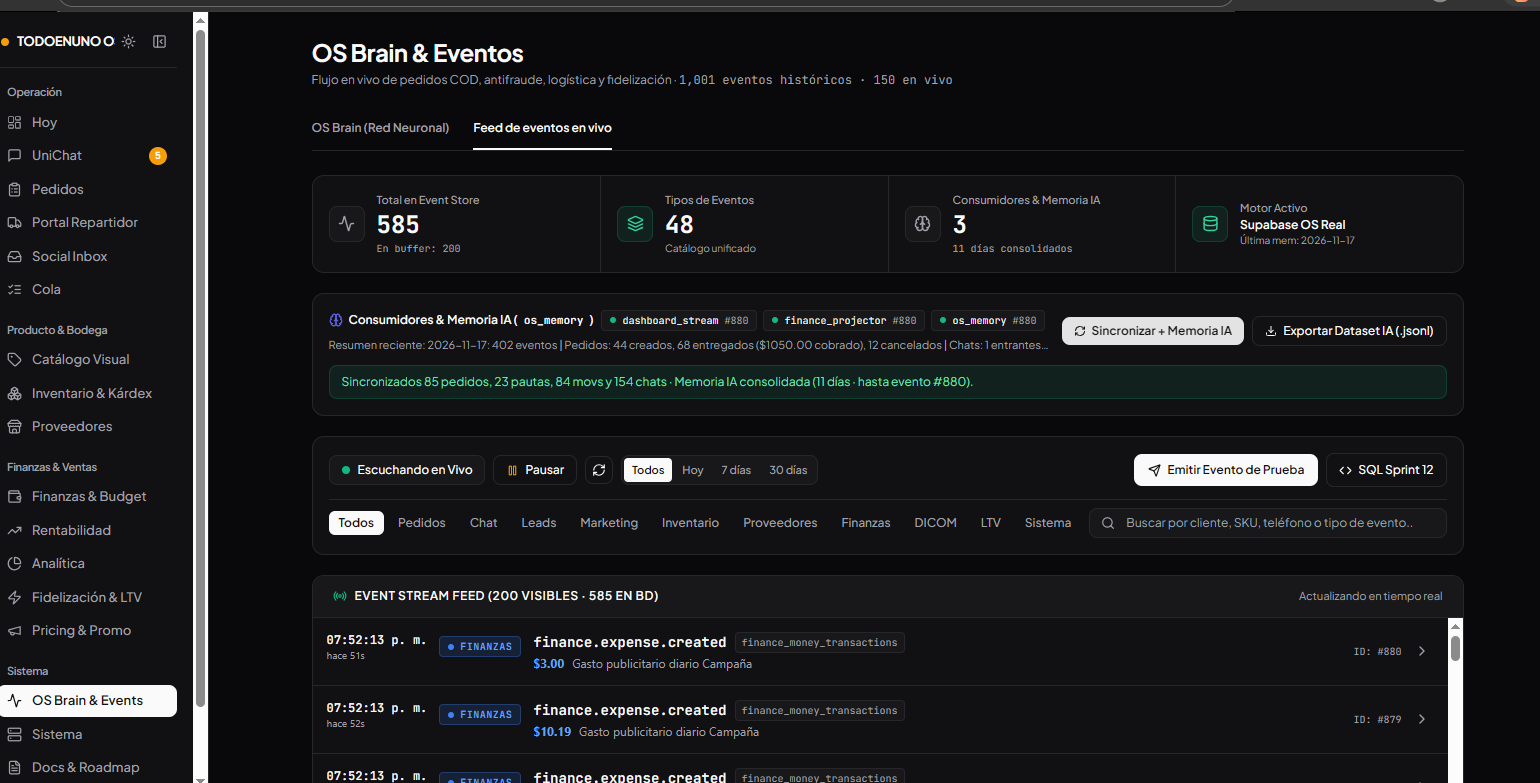 TODOENUNO O
Operación
Hoy
UniChat
5
Pedidos
Portal Repartidor
Social Inbox
Cola
Producto & Bodega
Catálogo Visual
Inventario & Kárdex
Proveedores
Finanzas & Ventas
Finanzas & Budget
Rentabilidad
Analítica
Fidelización & LTV
Pricing & Promo
Sistema
OS Brain & Events
Sistema
Docs & Roadmap
OS Brain & Eventos
Flujo en vivo de pedidos COD, antifraude, logística y fidelización · 1,001 eventos históricos · 150 en vivo
OS Brain (Red Neuronal)
Feed de eventos en vivo
Total en Event Store
585
En buffer: 200
Tipos de Eventos
48
Catálogo unificado
Consumidores & Memoria IA
3
11 días consolidados
Motor Activo
Supabase OS Real
Última mem: 2026-11-17
Consumidores & Memoria IA ( os_memory )
dashboard_stream #880
finance_projector #880
os_memory #880
Resumen reciente: 2026-11-17: 402 eventos | Pedidos: 44 creados, 68 entregados ($1050.00 cobrado), 12 cancelados | Chats: 1 entrantes...
Sincronizar + Memoria IA
Exportar Dataset IA (.jsonl)
Sincronizados 85 pedidos, 23 pautas, 84 movs y 154 chats · Memoria IA consolidada (11 días · hasta evento #880).
Escuchando en Vivo
Pausar
Todos
Hoy
7 días
30 días
Emitir Evento de Prueba
<> SQL Sprint 12
Todos
Pedidos
Chat
Leads
Marketing
Inventario
Proveedores
Finanzas
DICOM
LTV
Sistema
Buscar por cliente, SKU, teléfono o tipo de evento..
EVENT STREAM FEED (200 VISIBLES · 585 EN BD)
Actualizando en tiempo real
07:52:13 p. m.
hace 51s
FINANZAS
finance.expense.created
finance_money_transactions
$3.00 Gasto publicitario diario Campaña
ID: #880
07:52:13 p. m.
hace 52s
FINANZAS
finance.expense.created
finance_money_transactions
$10.19 Gasto publicitario diario Campaña
ID: #879
07:52:13 p. m.
FINANZAS
finance.expense.created
finance_money_transactions